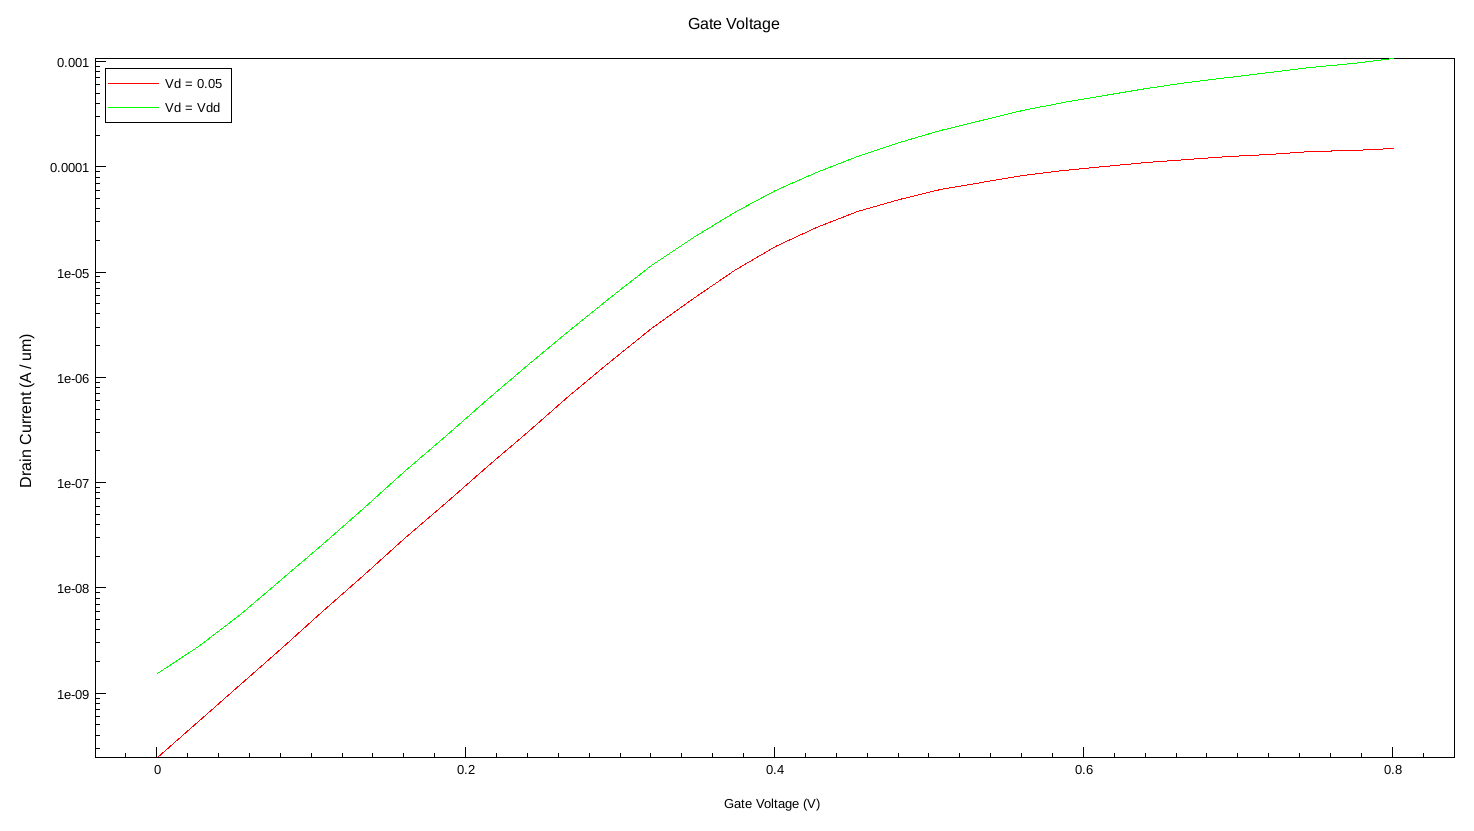 Gate Voltage
0.001
Vd = 0.05
Vd = Vdd
0.0001
1e-05
1e-06
1e-07
1e-08
1e-09
Drain Current (A / um)
0 0.2 0.4 0.6 0.8
Gate Voltage (V)